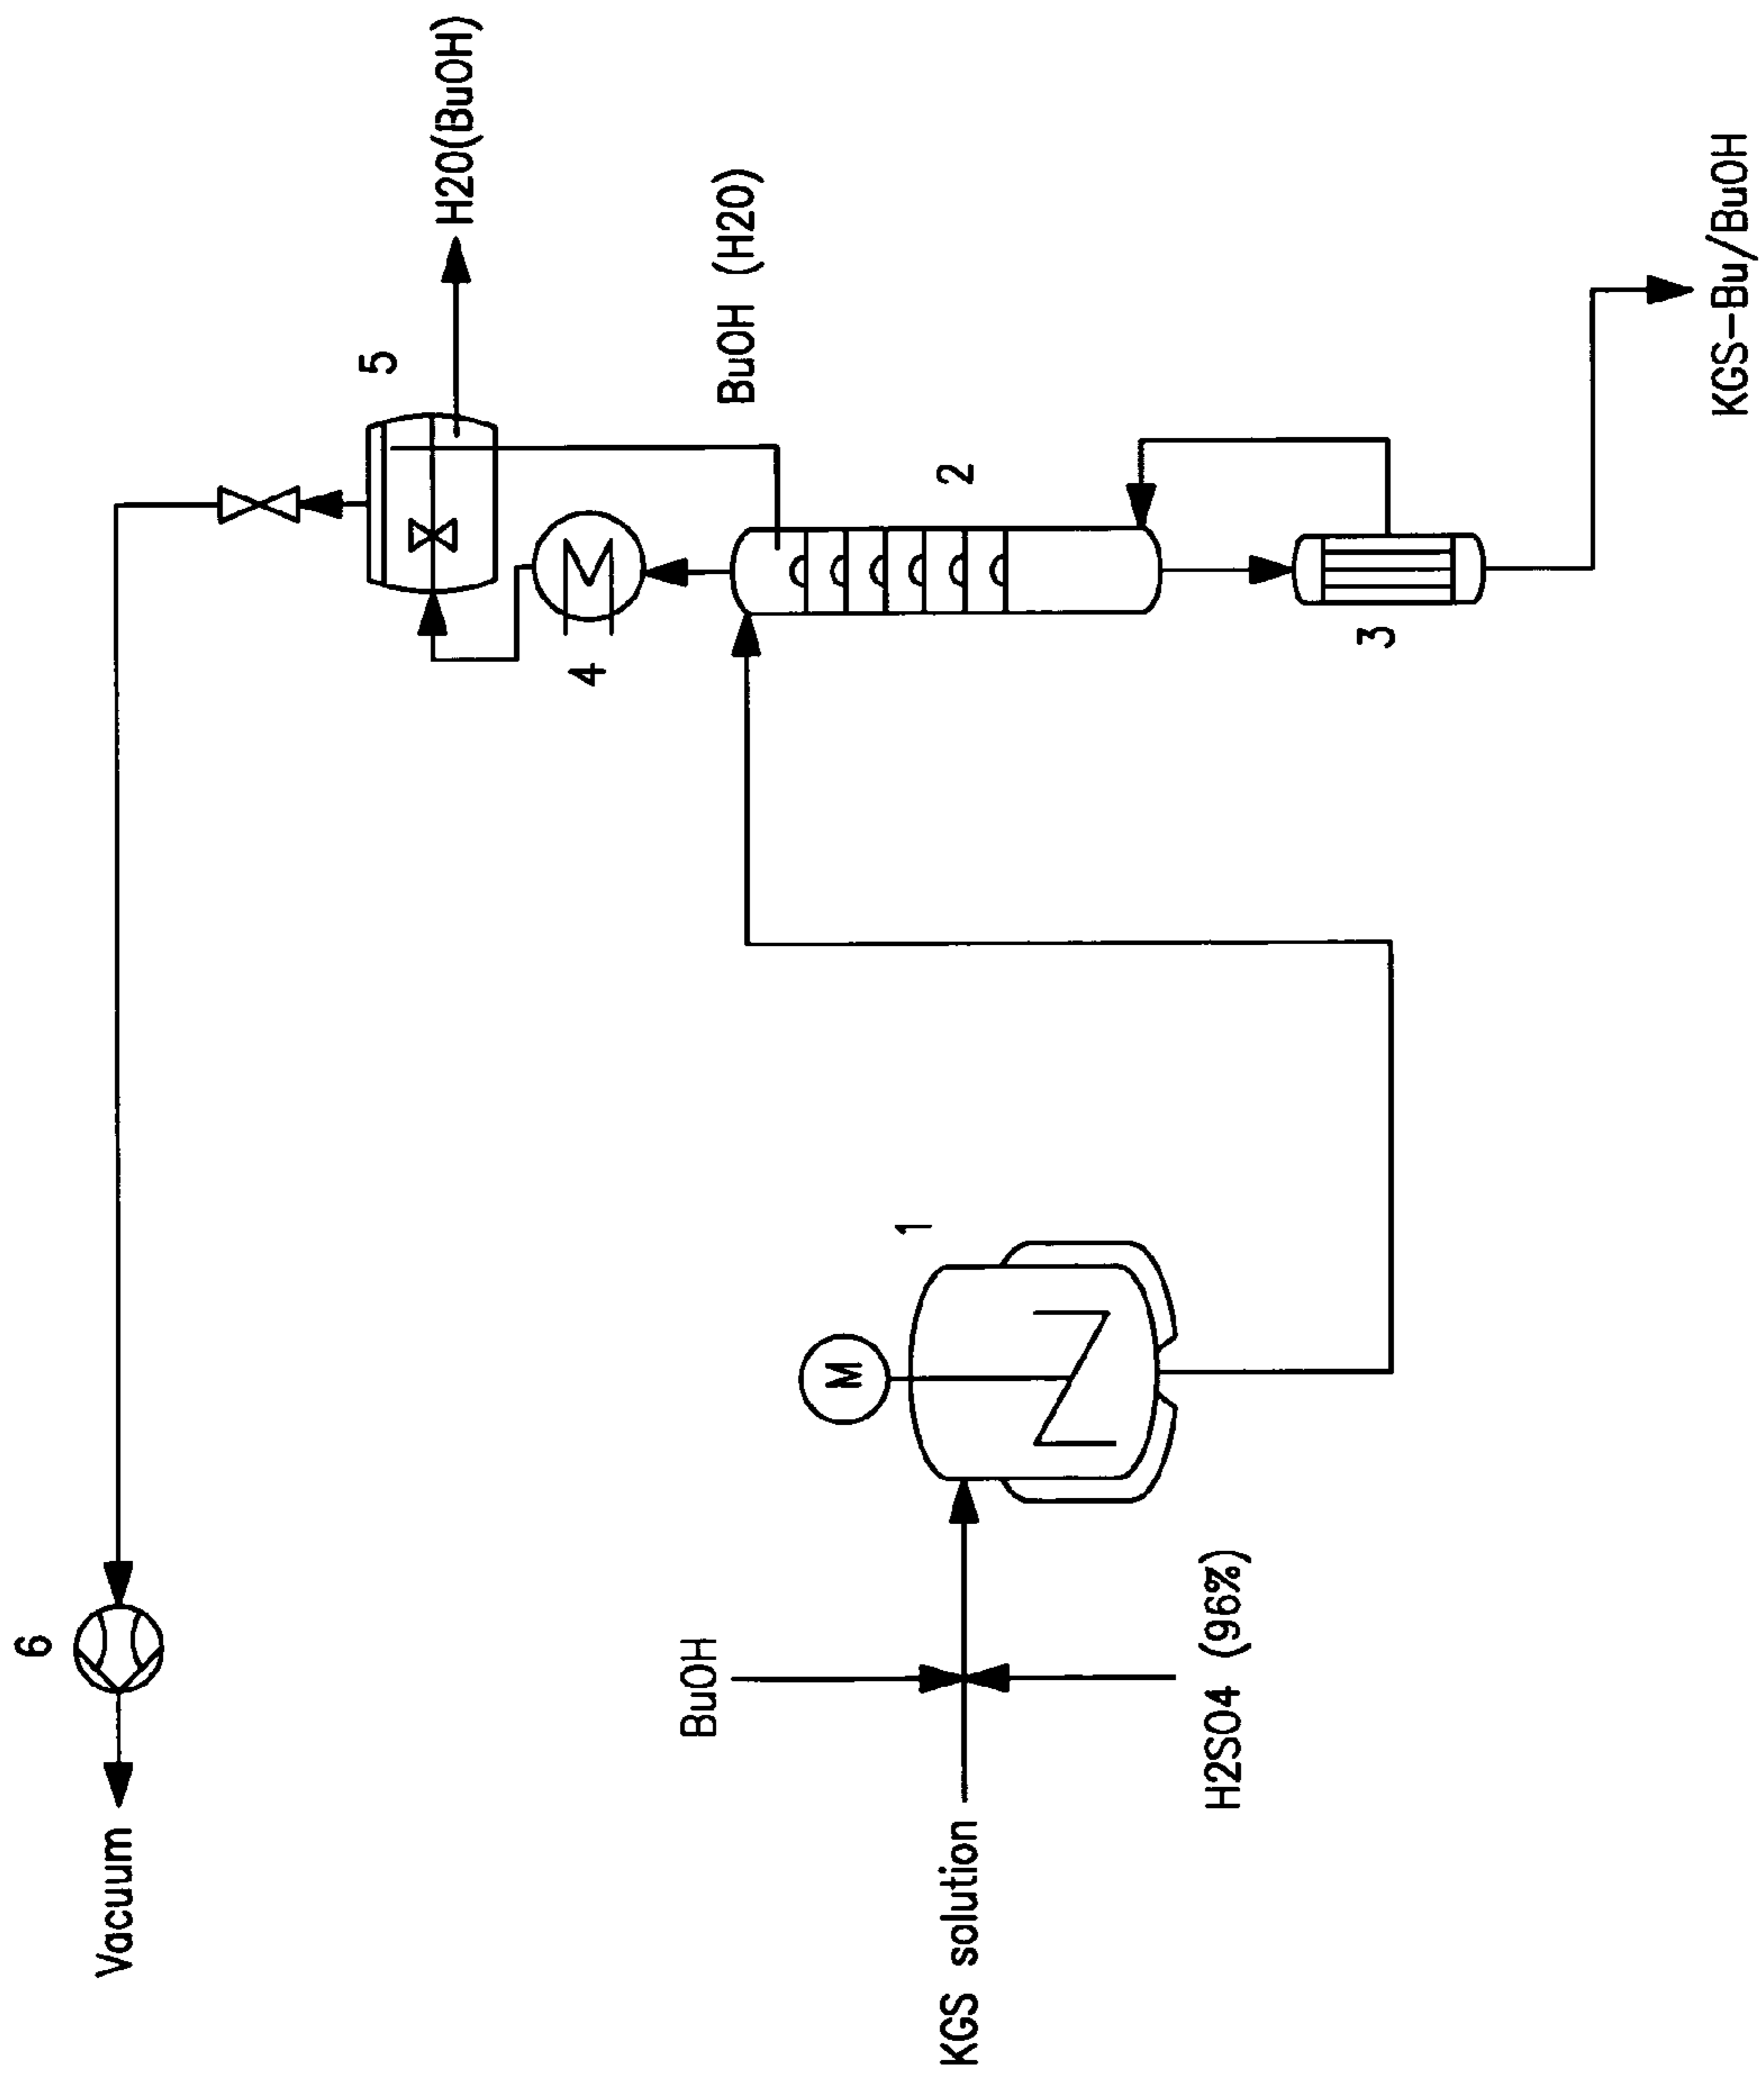 Vacuum
6
5
H2O(BuOH)
4
BuOH (H2O)
2
3
KGS-Bu/BuOH
1
M
BuOH
KGS solution
H2SO4 (96%)